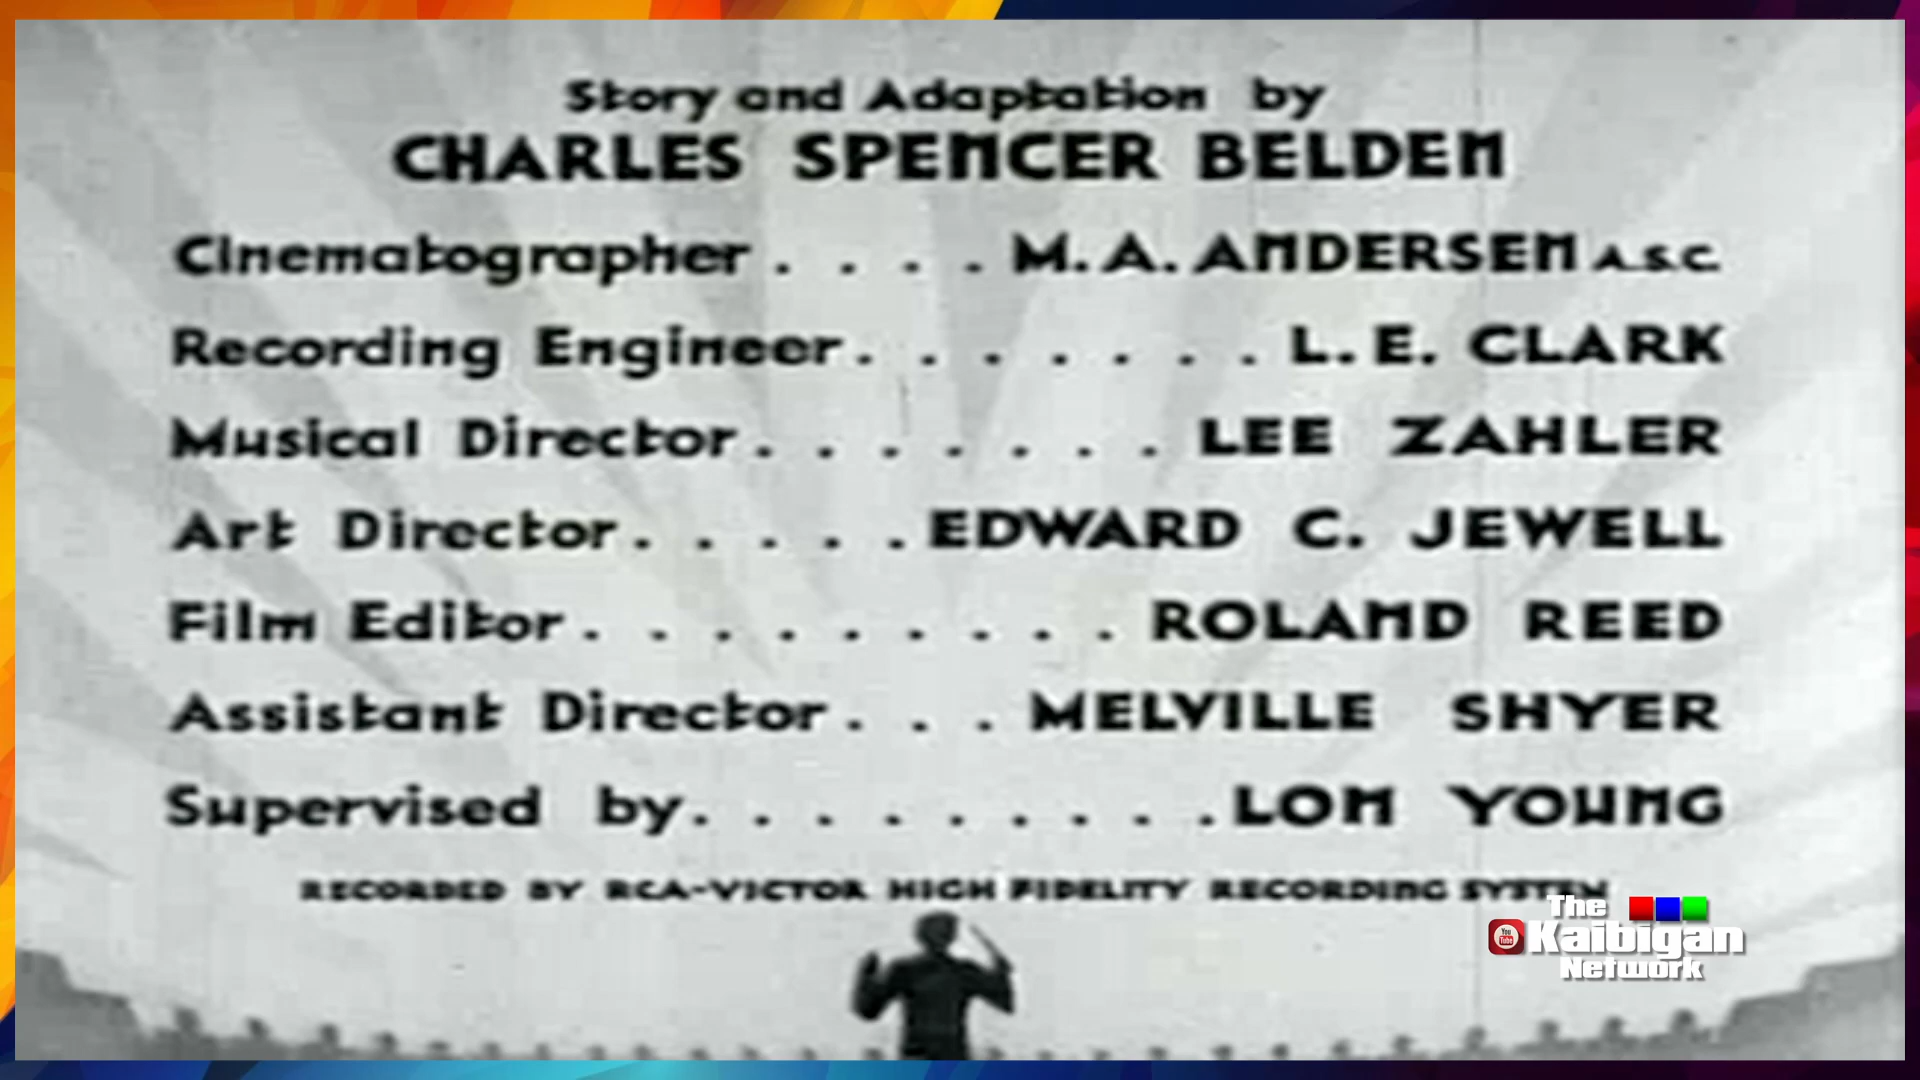 Story and Adaptation by
CHARLES SPENCER BELDEN
Cinematographer . . . . M. A. ANDERSEN A.S.C.
Recording Engineer . . . . . . . L. E. CLARK
Musical Director . . . . . . . LEE ZAHLER
Art Director . . . . . EDWARD C. JEWELL
Film Editor . . . . . . . . . ROLAND REED
Assistant Director . . . MELVILLE SHYER
Supervised by . . . . . . . . . LON YOUNG
RECORDED BY RCA-VICTOR HIGH FIDELITY RECORDING SYSTEM
The
You Tube Kaibigan
Network